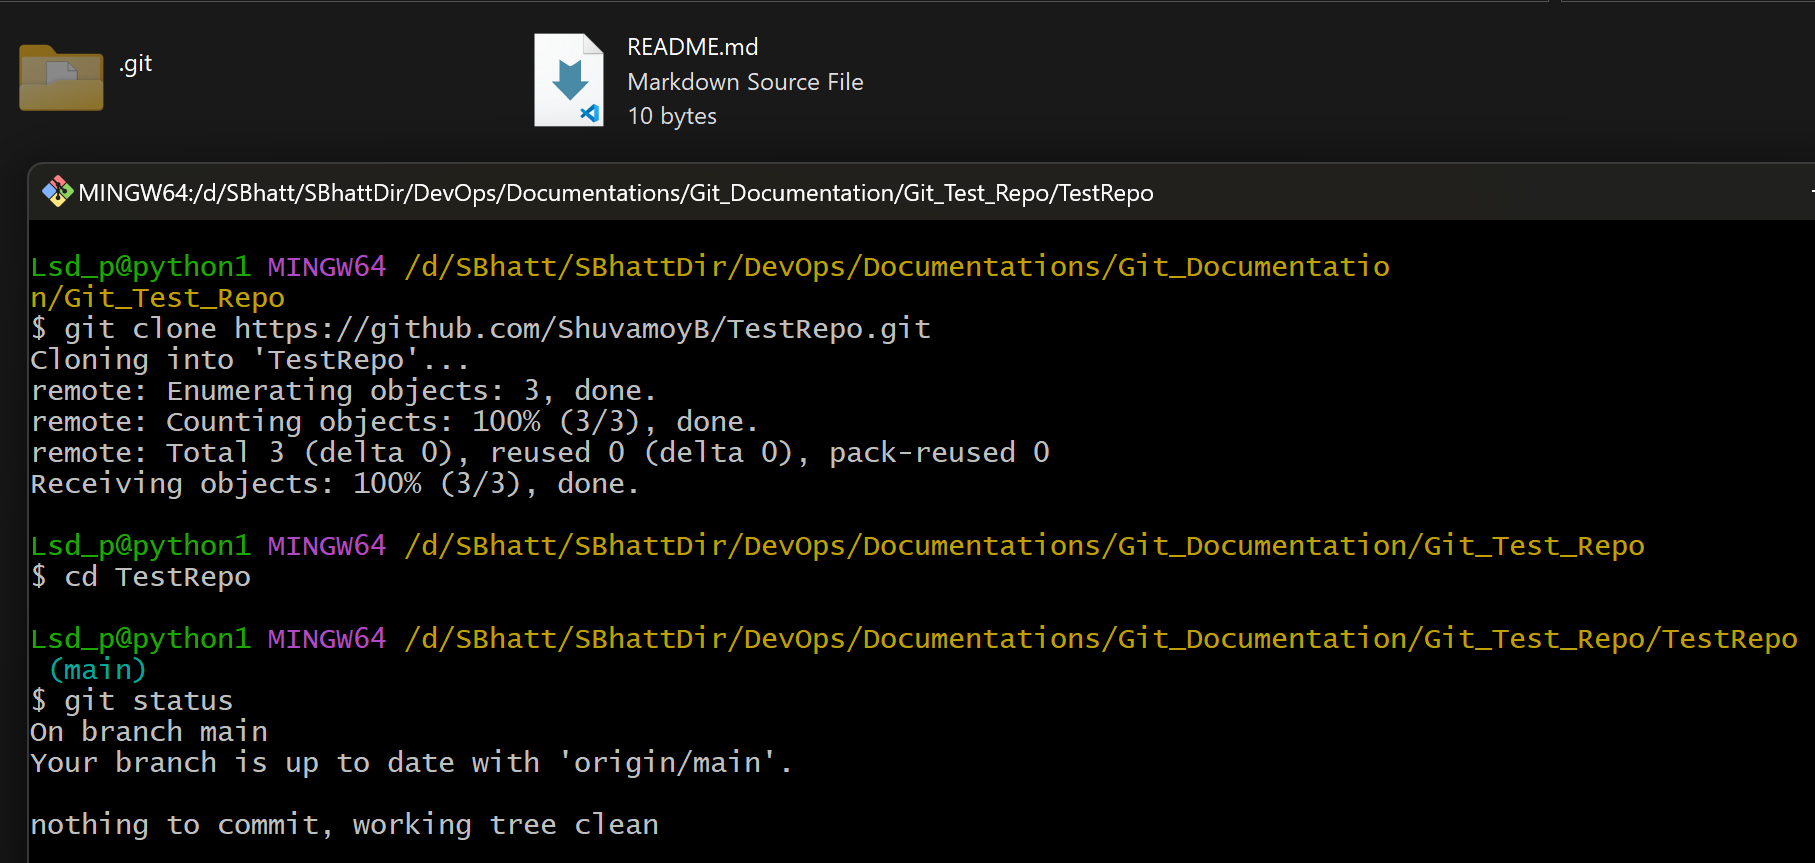 .git
README.md
Markdown Source File
10 bytes
MINGW64:/d/SBhatt/SBhattDir/DevOps/Documentations/Git_Documentation/Git_Test_Repo/TestRepo
Lsd_p@python1 MINGW64 /d/SBhatt/SBhattDir/DevOps/Documentations/Git_Documentatio
n/Git_Test_Repo
$ git clone https://github.com/ShuvamoyB/TestRepo.git
Cloning into 'TestRepo'...
remote: Enumerating objects: 3, done.
remote: Counting objects: 100% (3/3), done.
remote: Total 3 (delta 0), reused 0 (delta 0), pack-reused 0
Receiving objects: 100% (3/3), done.
Lsd_p@python1 MINGW64 /d/SBhatt/SBhattDir/DevOps/Documentations/Git_Documentation/Git_Test_Repo
$ cd TestRepo
Lsd_p@python1 MINGW64 /d/SBhatt/SBhattDir/DevOps/Documentations/Git_Documentation/Git_Test_Repo/TestRepo
(main)
$ git status
On branch main
Your branch is up to date with 'origin/main'.
nothing to commit, working tree clean